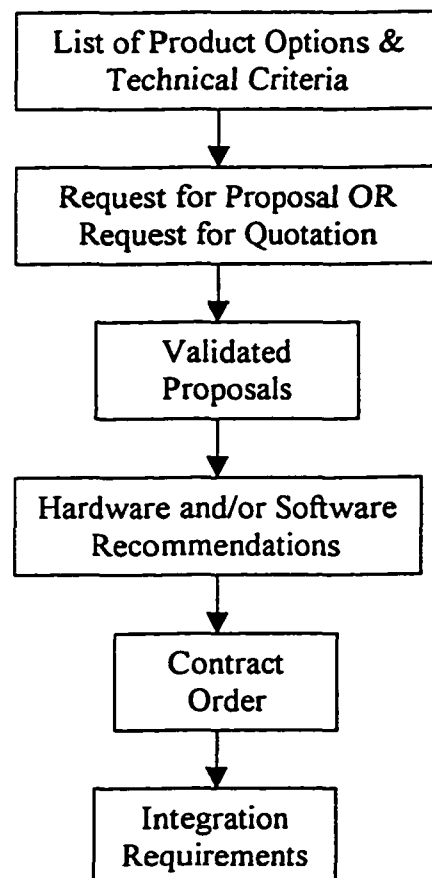 List of Product Options &
Technical Criteria
Request for Proposal OR
Request for Quotation
Validated
Proposals
Hardware and/or Software
Recommendations
Contract
Order
Integration
Requirements